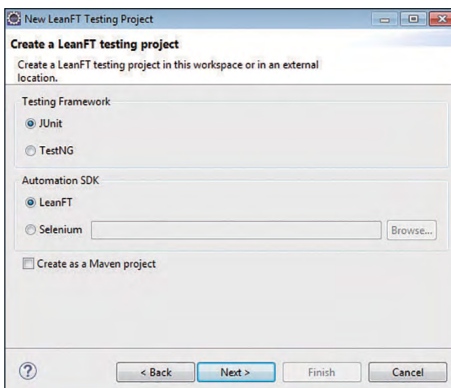 New LeanFT Testing Project
Create a LeanFT testing project
Create a LeanFT testing project in this workspace or in an external
location.
Testing Framework
JUnit
TestNG
Automation SDK
LeanFT
Selenium
Browse...
Create as a Maven project
?
< Back
Next >
Finish
Cancel